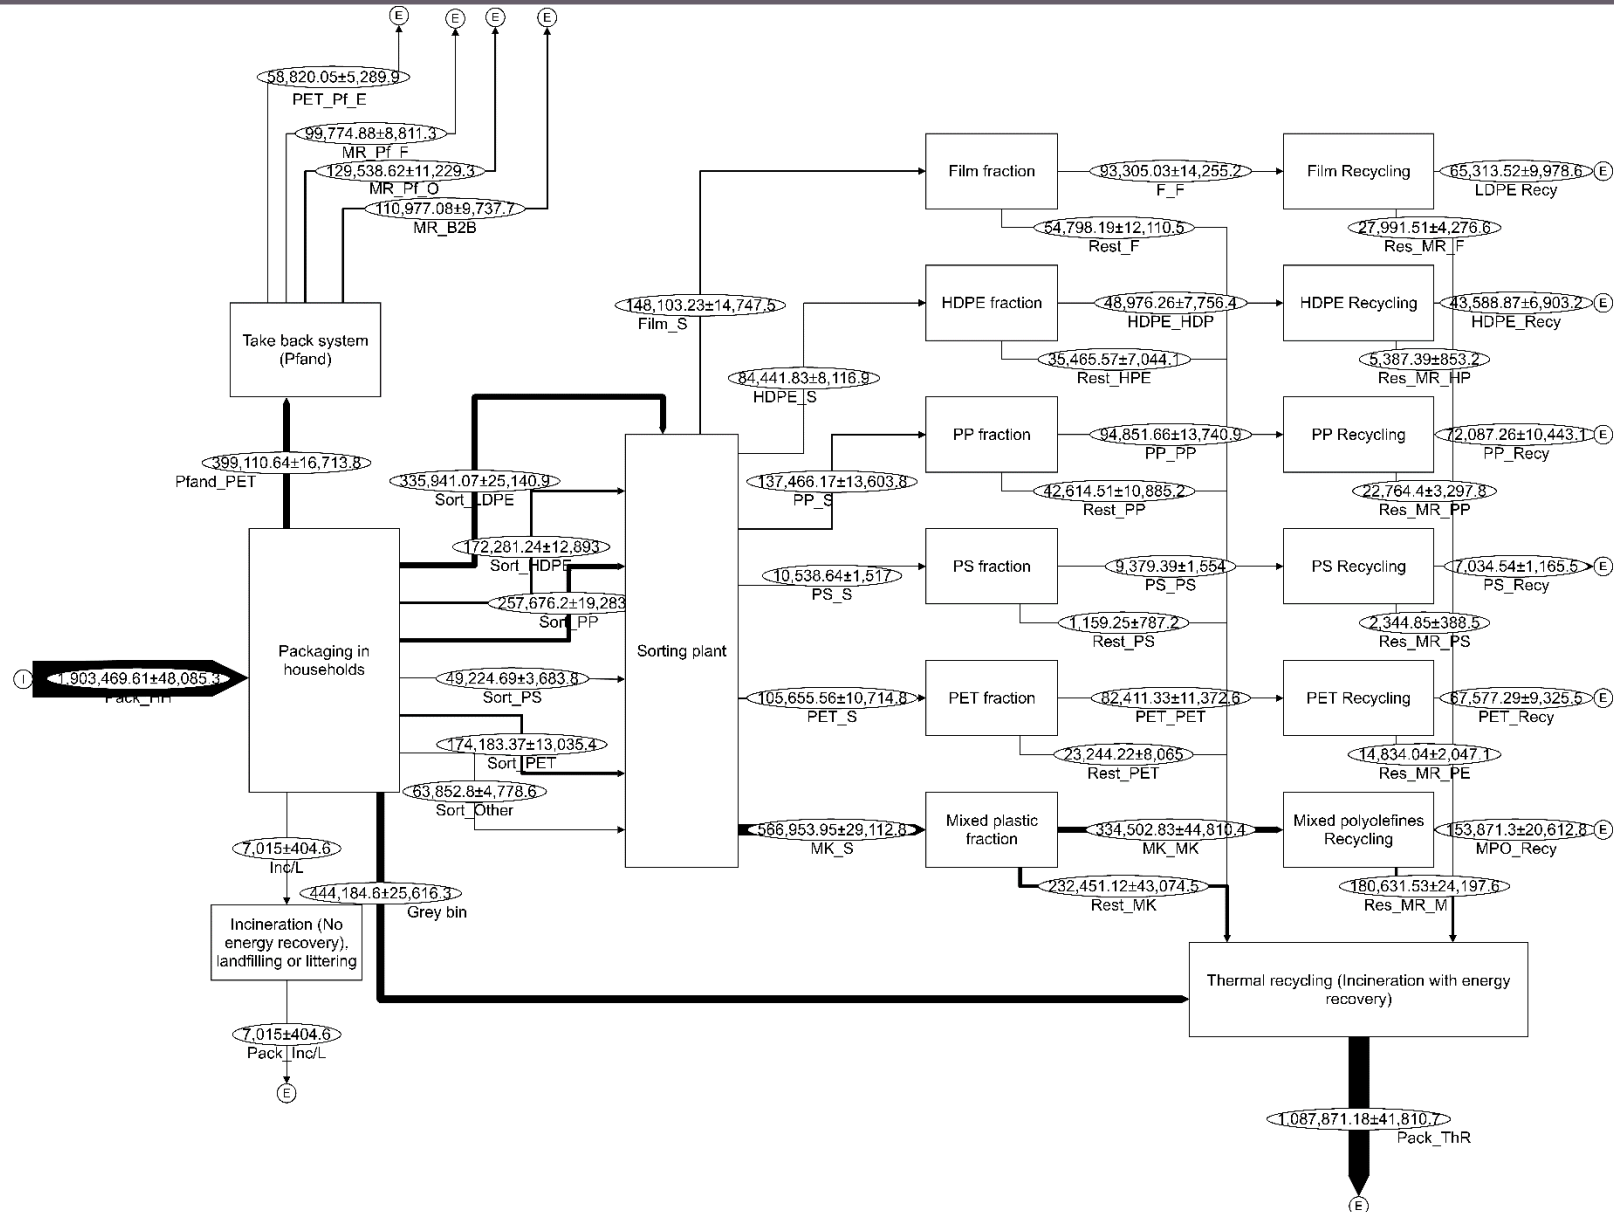 E
E
E
E
58,820.05±5,289.9
PET_Pf_E
99,774.88±8,811.3
MR_Pf_F
129,538.62±11,229.3
MR_Pf_O
110,977.08±9,737.7
MR_B2B
Take back system
(Pfand)
399,110.64±16,713.8
Pfand_PET
I
1,903,469.61±48,085.3
Pack_HH
Packaging in
households
335,941.07±25,140.9
Sort_LDPE
172,281.24±12,893
Sort_HDPE
257,676.2±19,283
Sort_PP
49,224.69±3,683.8
Sort_PS
174,183.37±13,035.4
Sort_PET
63,852.8±4,778.6
Sort_Other
7,015±404.6
Inc/L
444,184.6±25,616.3
Grey bin
Incineration (No
energy recovery),
landfilling or littering
7,015±404.6
Pack_Inc/L
E
Sorting plant
148,103.23±14,747.5
Film_S
84,441.83±8,116.9
HDPE_S
137,466.17±13,603.8
PP_S
10,538.64±1,517
PS_S
105,655.56±10,714.8
PET_S
566,953.95±29,112.8
MK_S
Film fraction
93,305.03±14,255.2
F_F
Film Recycling
65,313.52±9,978.6
E
LDPE Recy
54,798.19±12,110.5
Rest_F
27,991.51±4,276.6
Res_MR_F
HDPE fraction
48,976.26±7,756.4
HDPE_HDP
HDPE Recycling
43,588.87±6,903.2
E
HDPE_Recy
35,465.57±7,044.1
Rest_HPE
5,387.39±853.2
Res_MR_HP
PP fraction
94,851.66±13,740.9
PP_PP
PP Recycling
72,087.26±10,443.1
E
PP_Recy
42,614.51±10,885.2
Rest_PP
22,764.4±3,297.8
Res_MR_PP
PS fraction
9,379.39±1,554
PS_PS
PS Recycling
7,034.54±1,165.5
E
PS_Recy
1,159.25±787.2
Rest_PS
2,344.85±388.5
Res_MR_PS
PET fraction
82,411.33±11,372.6
PET_PET
PET Recycling
67,577.29±9,325.5
E
PET_Recy
23,244.22±8,065
Rest_PET
14,834.04±2,047.1
Res_MR_PE
Mixed plastic
fraction
334,502.83±44,810.4
MK_MK
Mixed polyolefines
Recycling
153,871.3±20,612.8
E
MPO_Recy
232,451.12±43,074.5
Rest_MK
180,631.53±24,197.6
Res_MR_M
Thermal recycling (Incineration with energy
recovery)
1,087,871.18±41,810.7
Pack_ThR
E